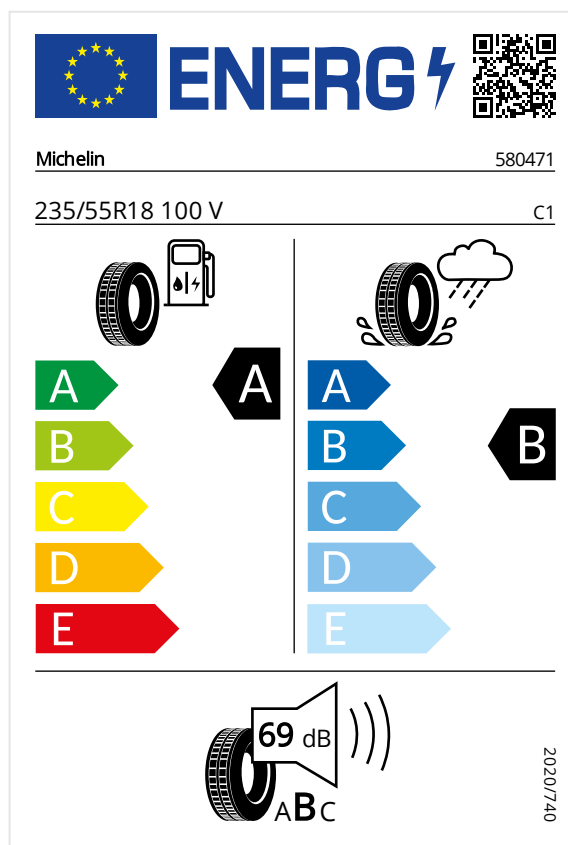 ENERG
Michelin 580471
235/55R18 100 V C1
A A
B
C
D
E
A
B B
C
D
E
69 dB
ABC
2020/740